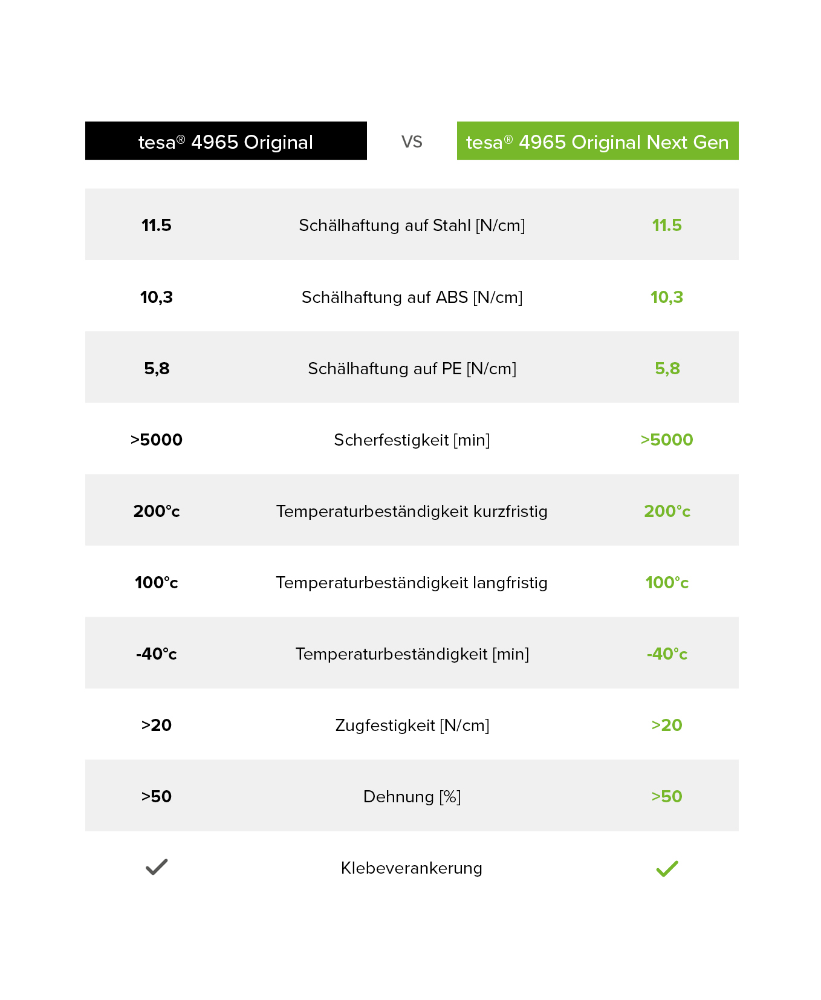 tesa® 4965 Original VS tesa® 4965 Original Next Gen
11.5 Schälhaftung auf Stahl [N/cm] 11.5
10,3 Schälhaftung auf ABS [N/cm] 10,3
5,8 Schälhaftung auf PE [N/cm] 5,8
>5000 Scherfestigkeit [min] >5000
200°c Temperaturbeständigkeit kurzfristig 200°c
100°c Temperaturbeständigkeit langfristig 100°c
-40°c Temperaturbeständigkeit [min] -40°c
>20 Zugfestigkeit [N/cm] >20
>50 Dehnung [%] >50
Klebeverankerung